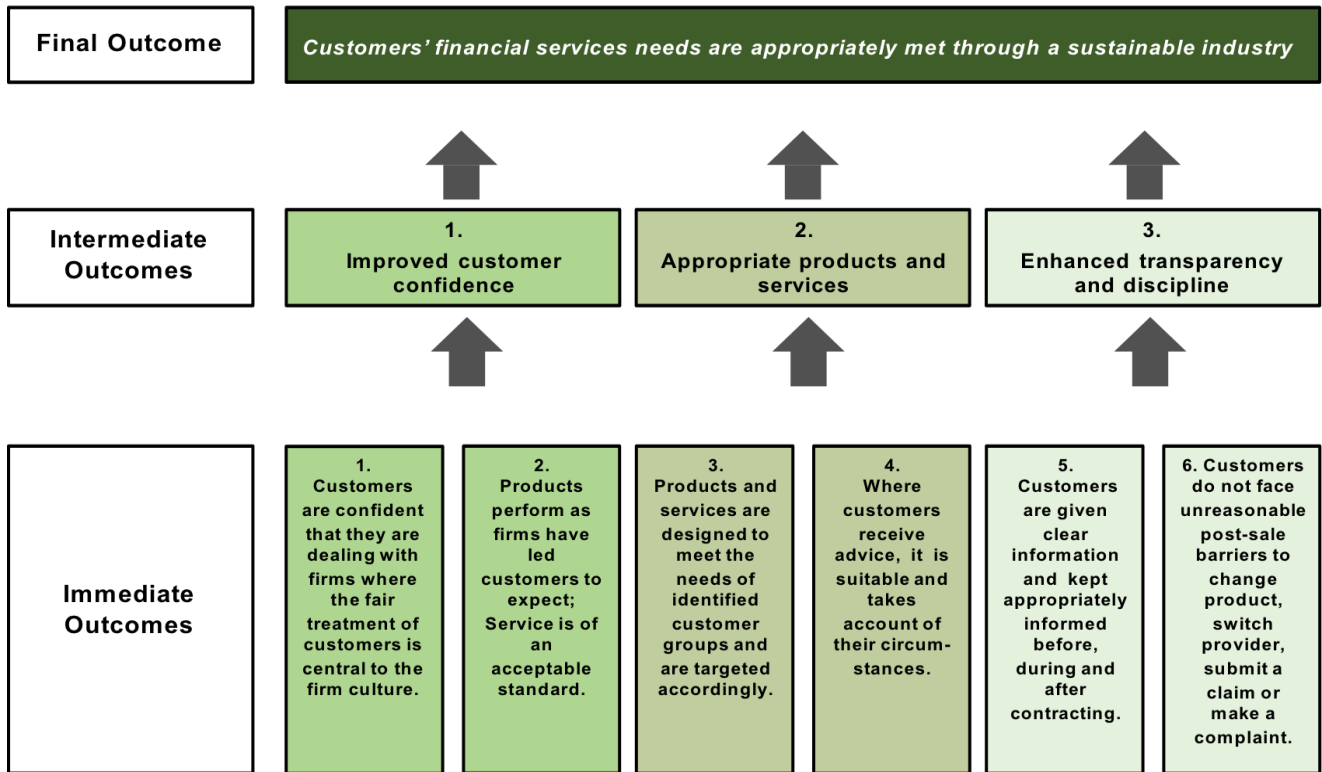 Final Outcome
Customers’ financial services needs are appropriately met through a sustainable industry
Intermediate
Outcomes
1.
Improved customer
confidence
2.
Appropriate products and
services
3.
Enhanced transparency
and discipline
Immediate
Outcomes
1.
Customers
are confident
that they are
dealing with
firms where
the fair
treatment of
customers is
central to the
firm culture.
2.
Products
perform as
firms have
led
customers to
expect;
Service is of
an
acceptable
standard.
3.
Products and
services are
designed to
meet the
needs of
identified
customer
groups and
are targeted
accordingly.
4.
Where
customers
receive
advice, it is
suitable and
takes
account of
their circum-
stances.
5.
Customers
are given
clear
information
and kept
appropriately
informed
before,
during and
after
contracting.
6. Customers
do not face
unreasonable
post-sale
barriers to
change
product,
switch
provider,
submit a
claim or
make a
complaint.